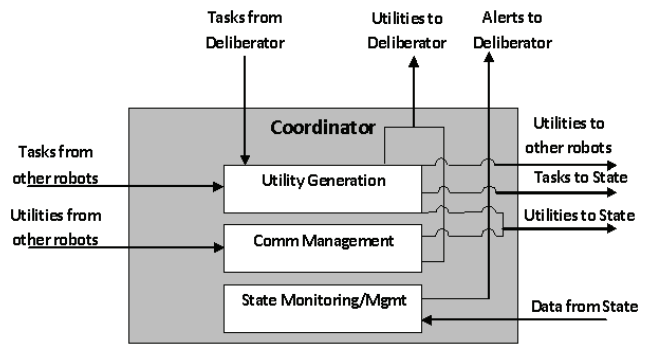 Tasks from
Deliberator
Utilities to
Deliberator
Alerts to
Deliberator
Coordinator
Utilities to
other robots
Tasks from
other robots
Utility Generation
Tasks to State
Utilities from
other robots
Utilities to State
Comm Management
State Monitoring/Mgmt
Data from State